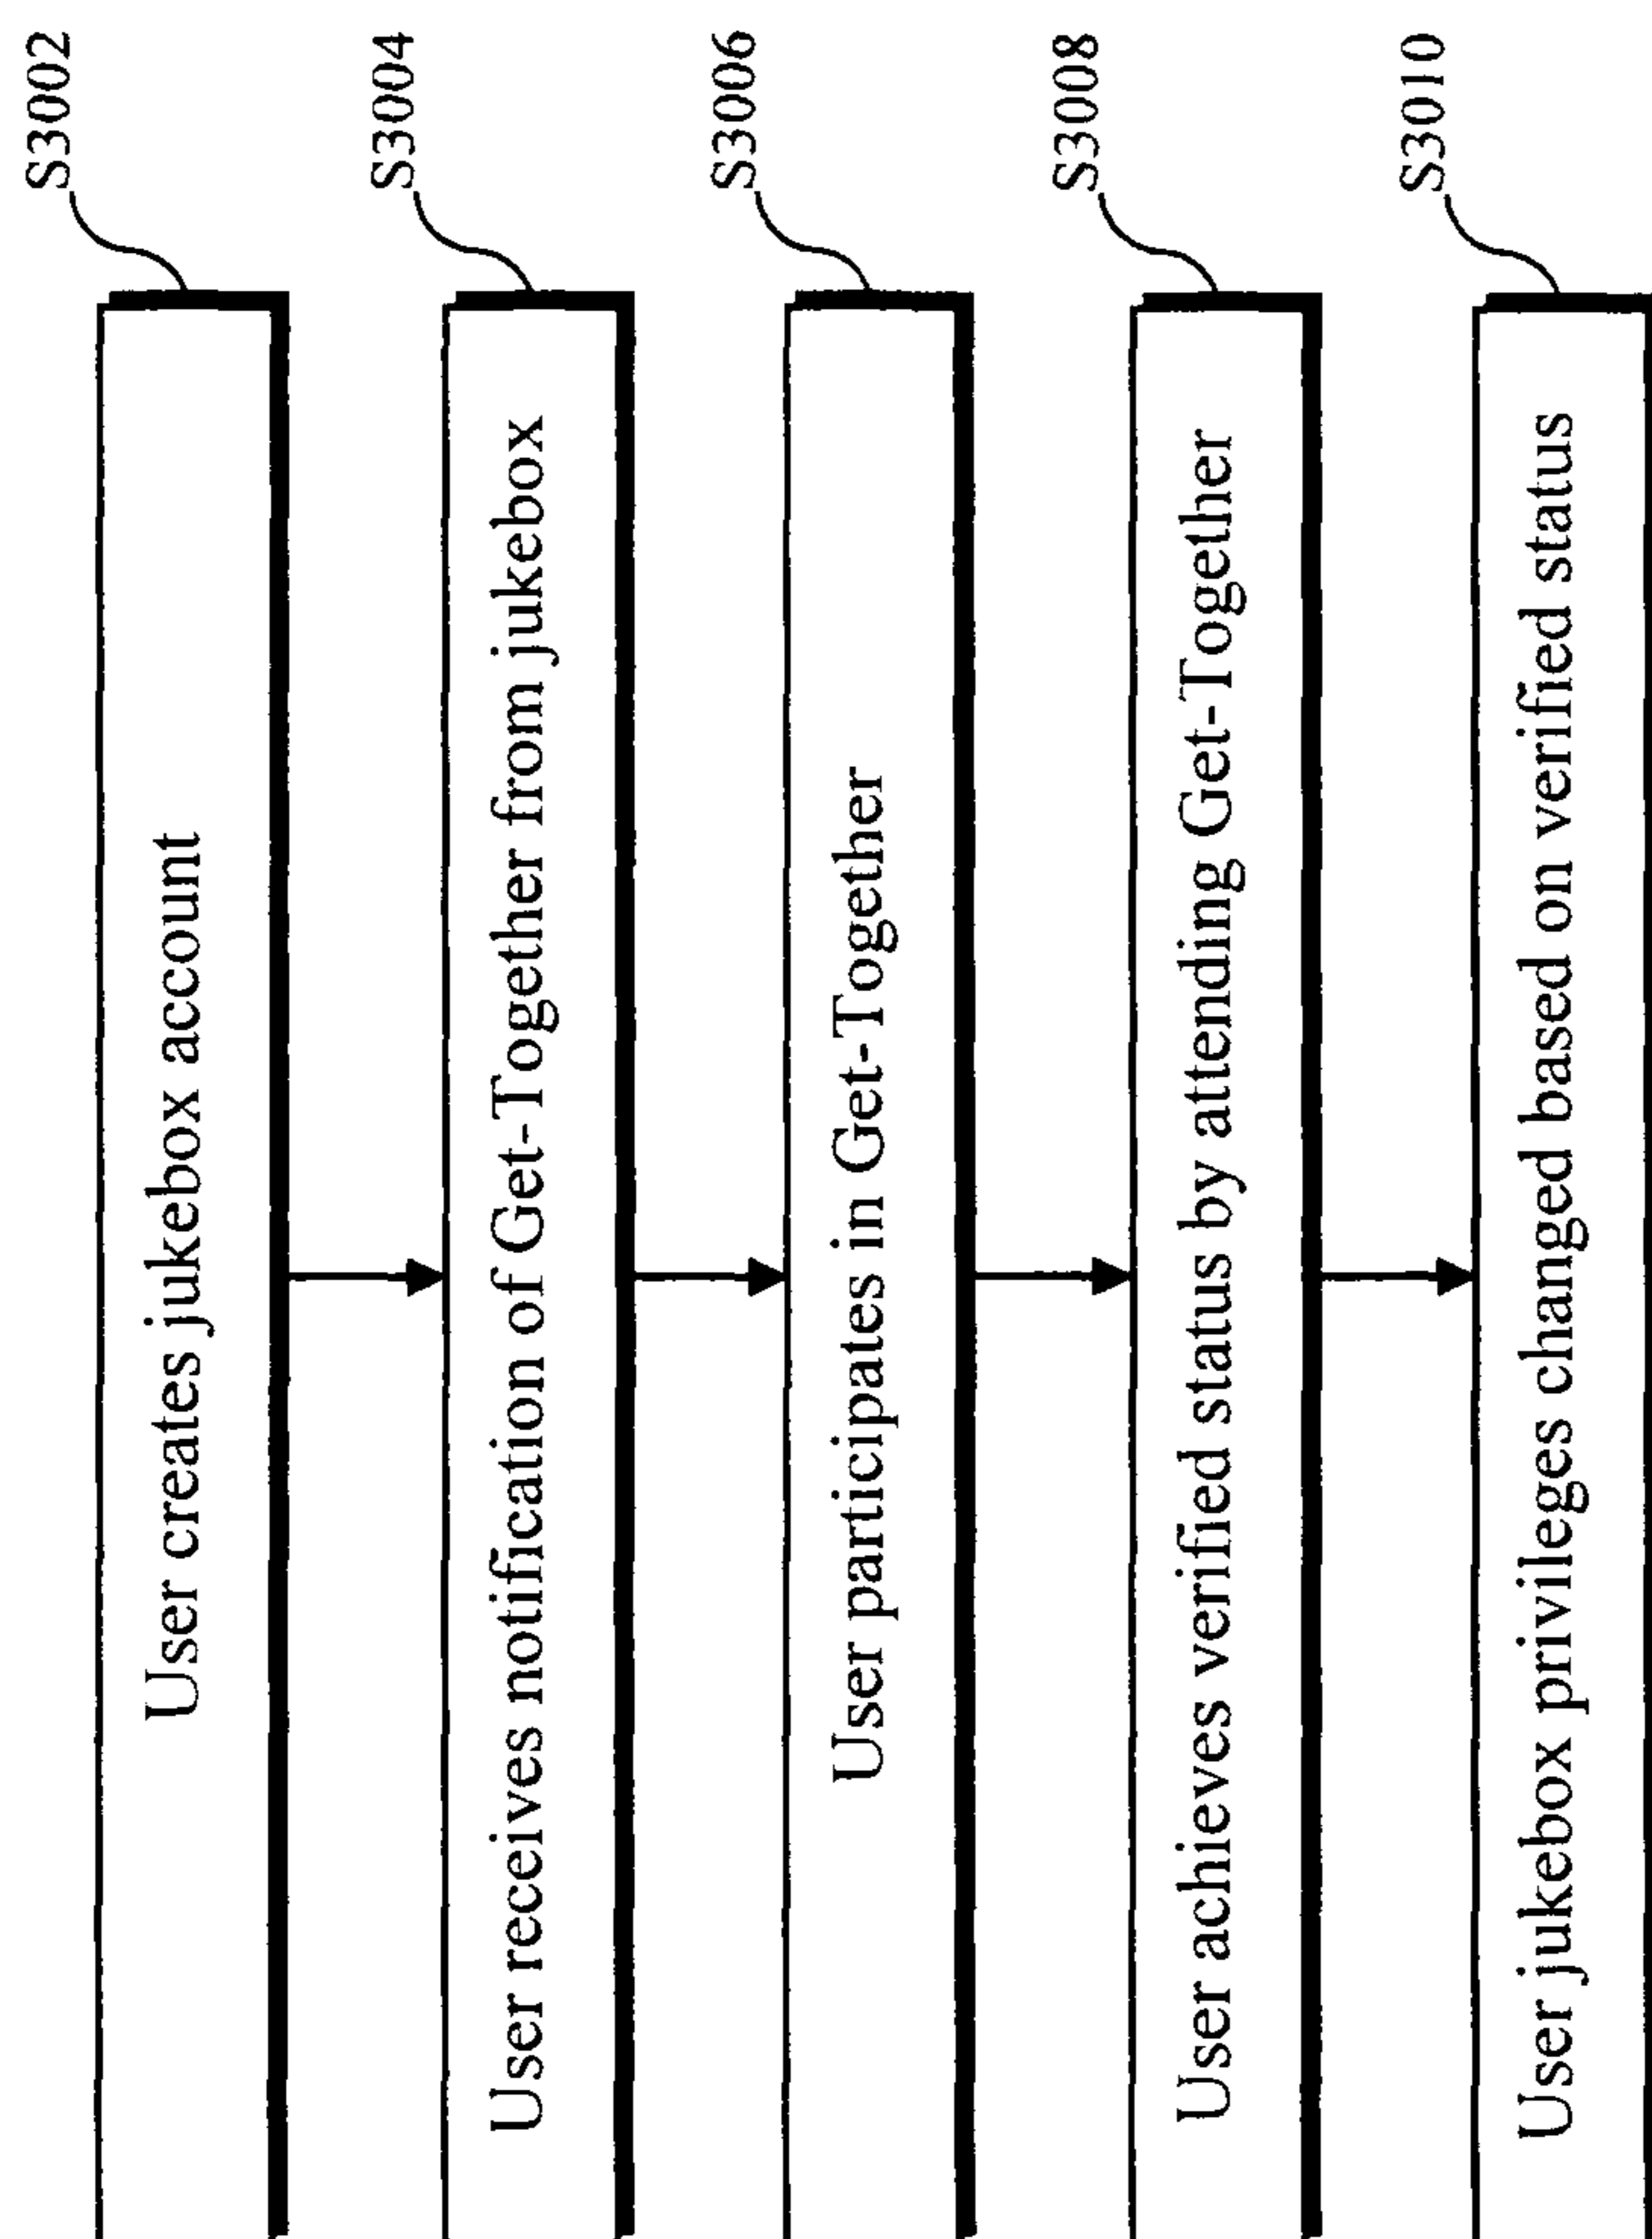 User creates jukebox account
S3002
User receives notification of Get-Together from jukebox
S3004
User participates in Get-Together
S3006
User achieves verified status by attending Get-Together
S3008
User jukebox privileges changed based on verified status
S3010